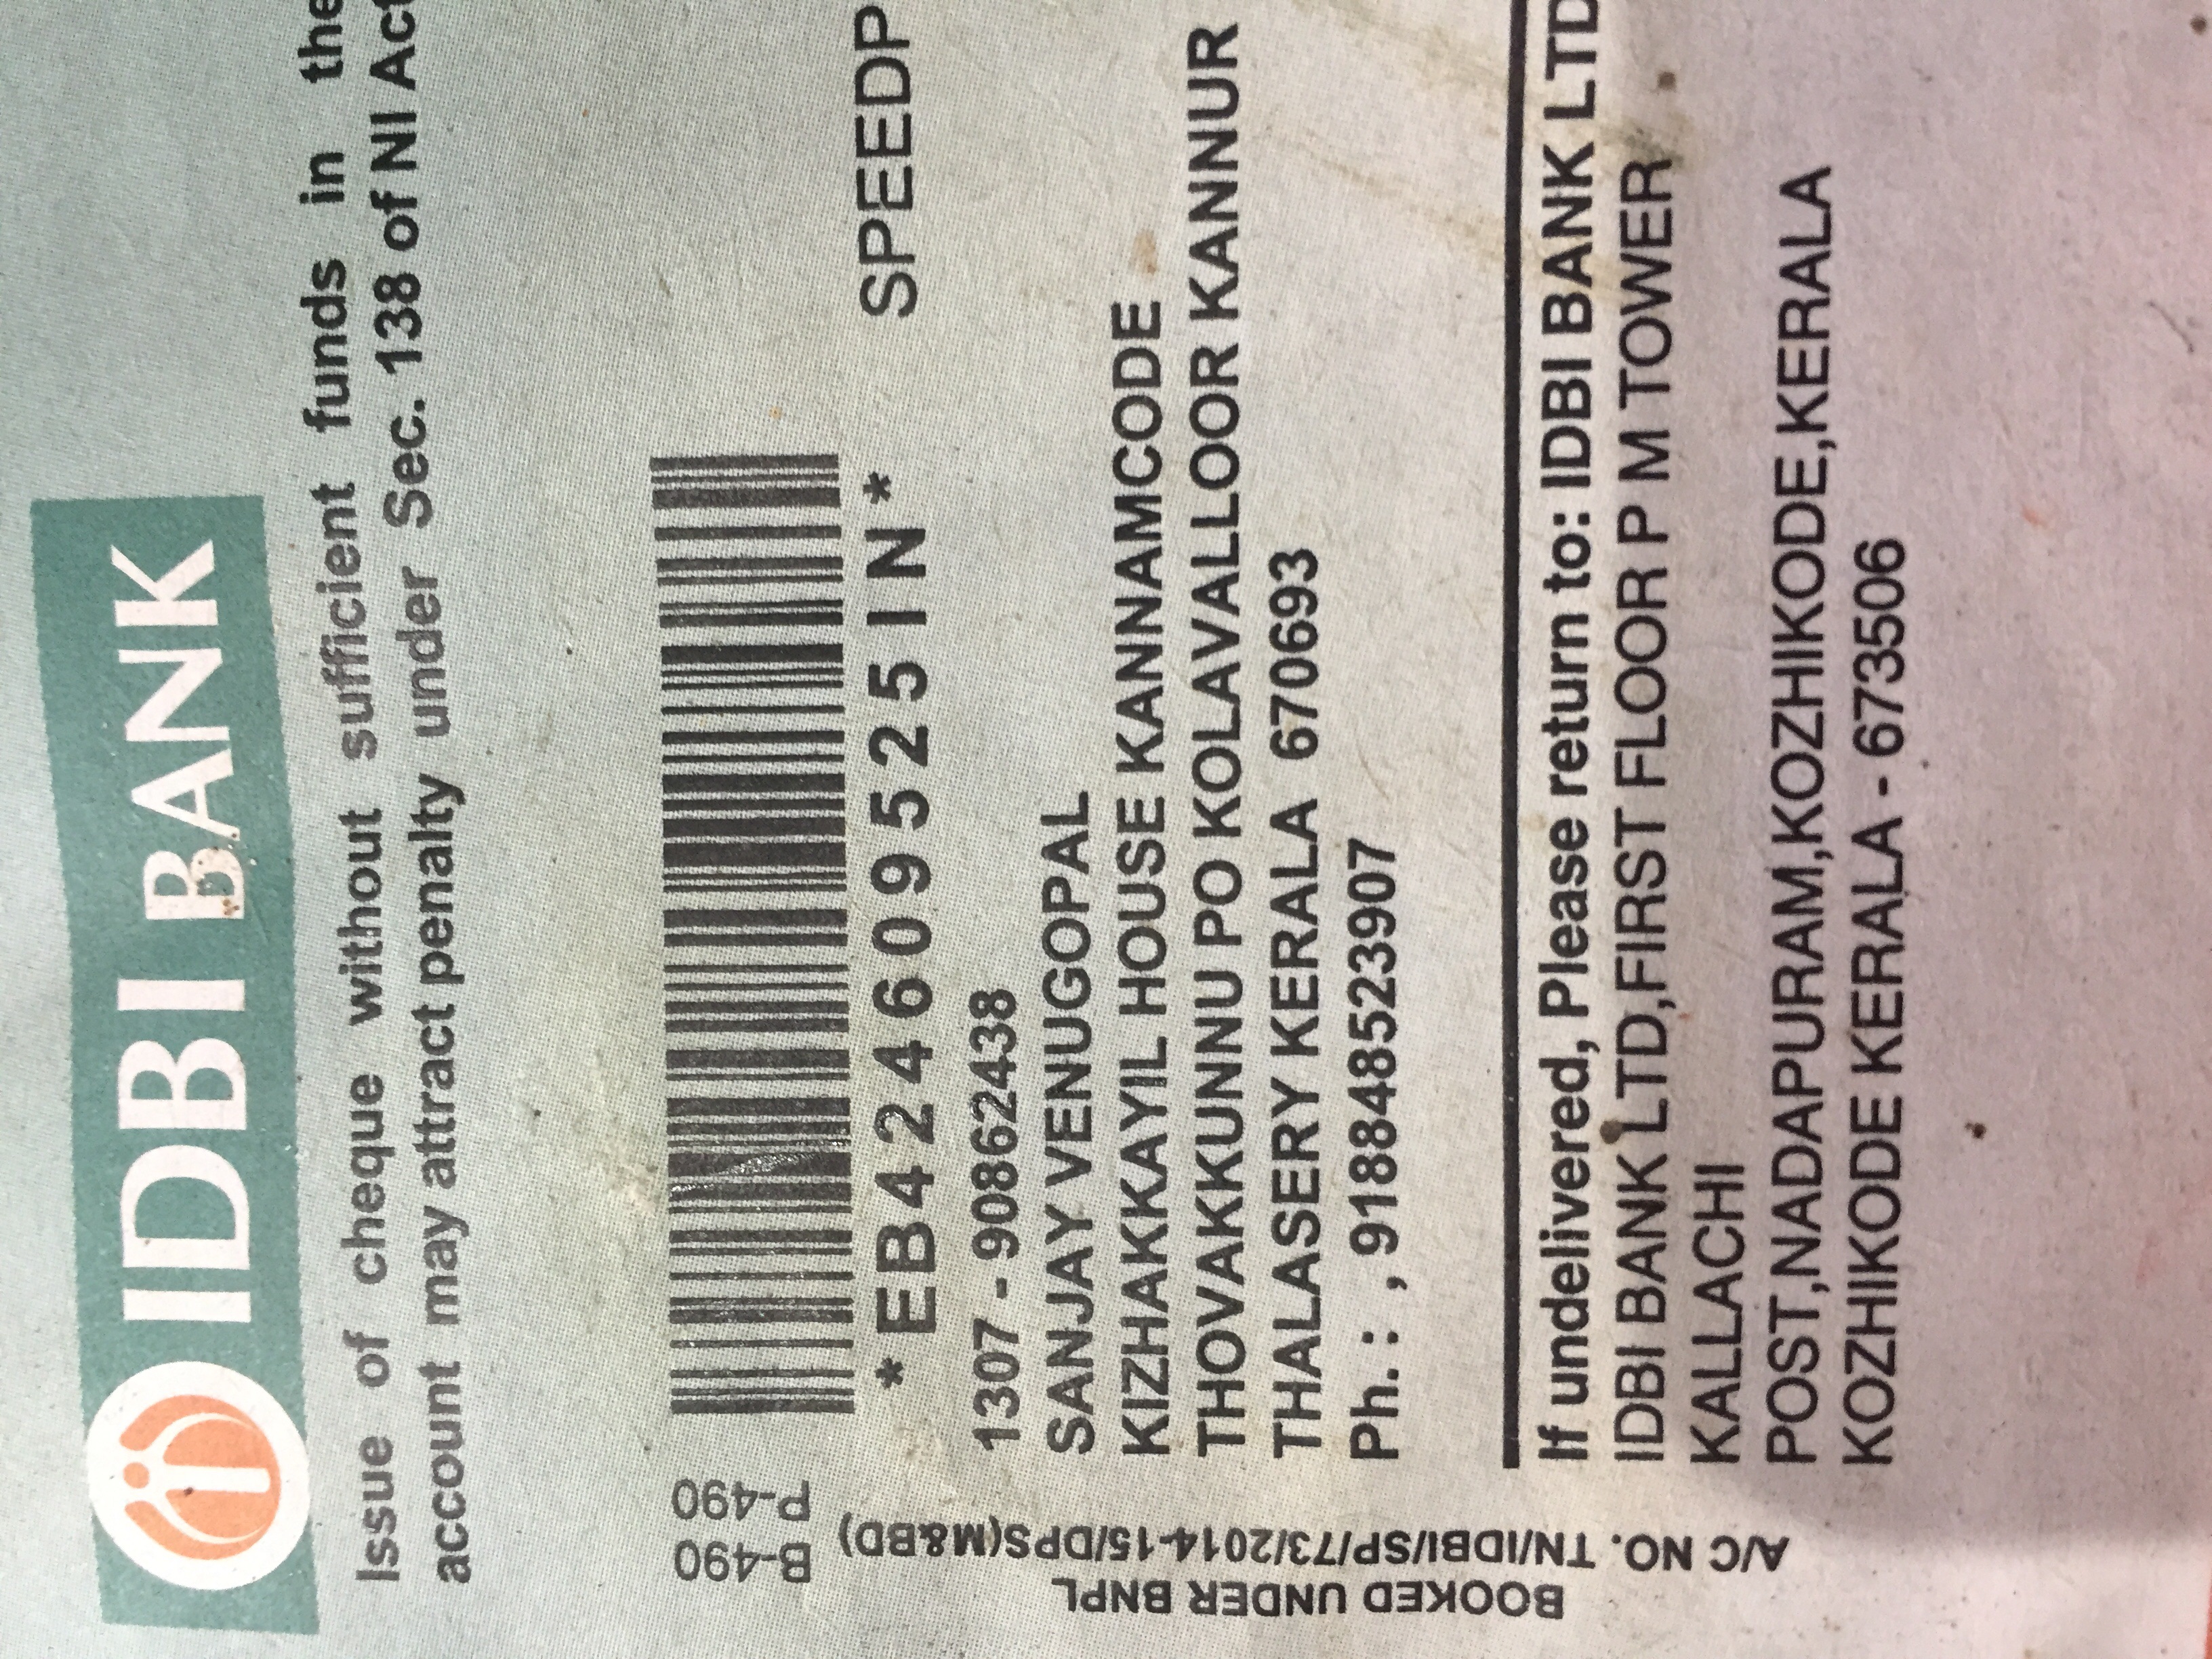 IDBI BANK
Issue of cheque without sufficient funds in the
account may attract penalty under Sec. 138 of NI Act
B-490
P-490
*EB424609525IN*
SPEEDP
1307 - 90862438
SANJAY VENUGOPAL
KIZHAKKAYIL HOUSE KANNAMCODE
THOVAKKUNNU PO KOLAVALLOOR KANNUR
THALASERY KERALA 670693
Ph. : , 918848523907
BOOKED UNDER BNPL
A/C NO. TN/IDBI/SP/73/2014-15/DPS(M&BD)
If undelivered, Please return to: IDBI BANK LTD
IDBI BANK LTD,FIRST FLOOR P M TOWER
KALLACHI
POST,NADAPURAM,KOZHIKODE,KERALA
KOZHIKODE KERALA - 673506